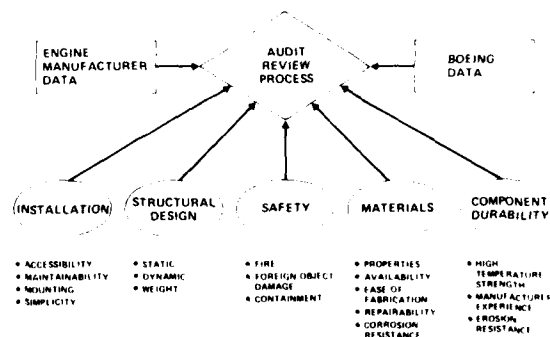 ENGINE
MANUFACTURER
DATA
AUDIT
REVIEW
PROCESS
BOEING
DATA
INSTALLATION
STRUCTURAL
DESIGN
SAFETY
MATERIALS
COMPONENT
DURABILITY
• ACCESSIBILITY
• MAINTAINABILITY
• MOUNTING
• SIMPLICITY
• STATIC
• DYNAMIC
• WEIGHT
• FIRE
• FOREIGN OBJECT
DAMAGE
• CONTAINMENT
• PROPERTIES
• AVAILABILITY
• EASE OF
FABRICATION
• REPAIRABILITY
• CORROSION
RESISTANCE
• HIGH
TEMPERATURE
STRENGTH
• MANUFACTURER
EXPERIENCE
• EROSION
RESISTANCE